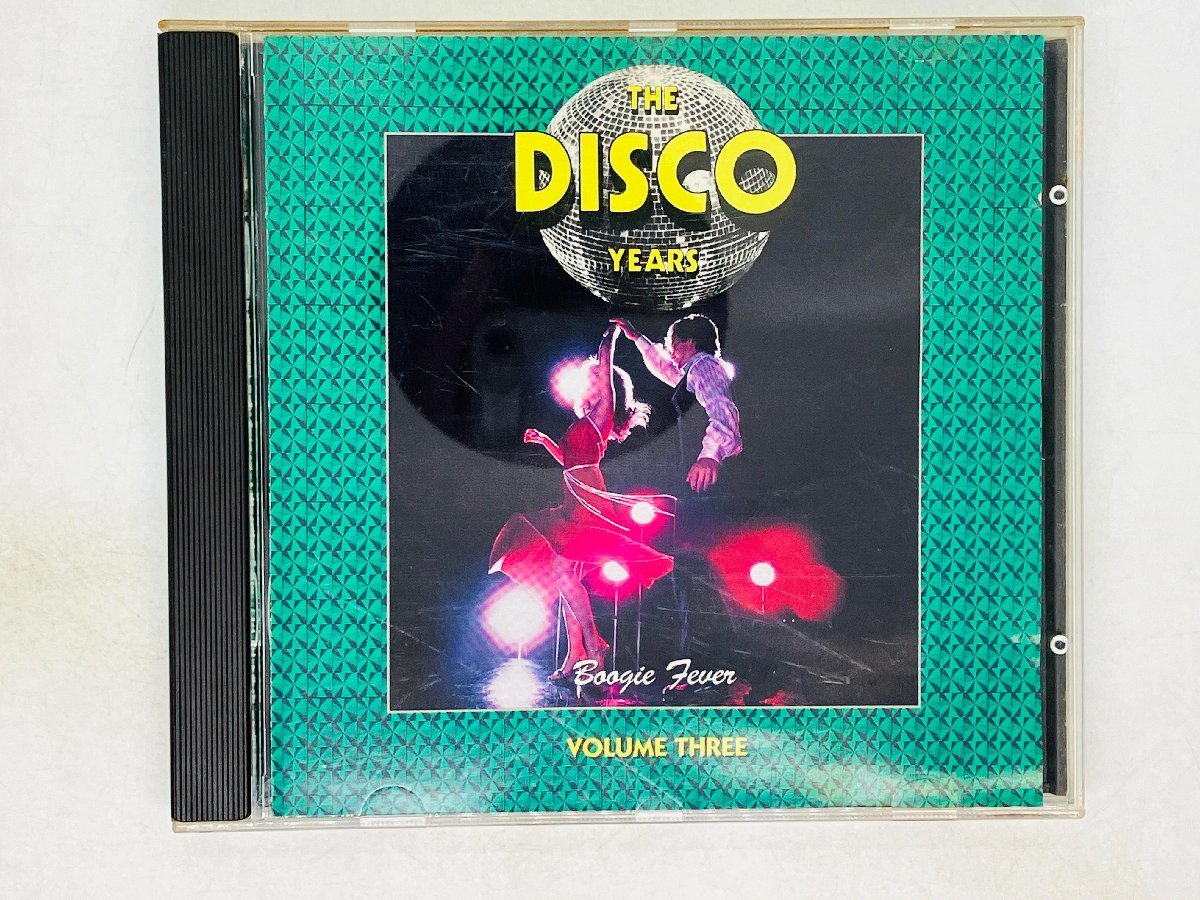 THE
DISCO
YEARS
Boogie Fever
VOLUME THREE